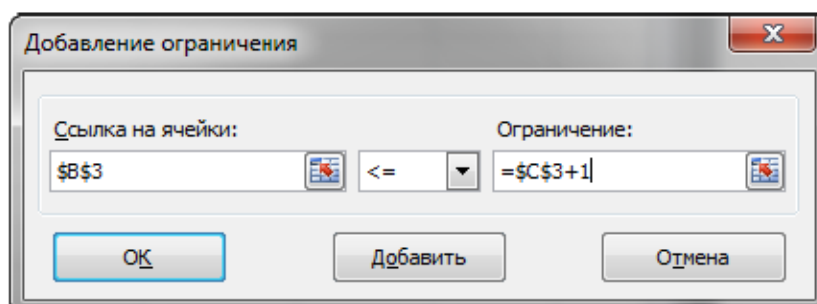 Добавление ограничения
Ссылка на ячейки: Ограничение:
$B$3 <= =$C$3+1
ОК Добавить Отмена